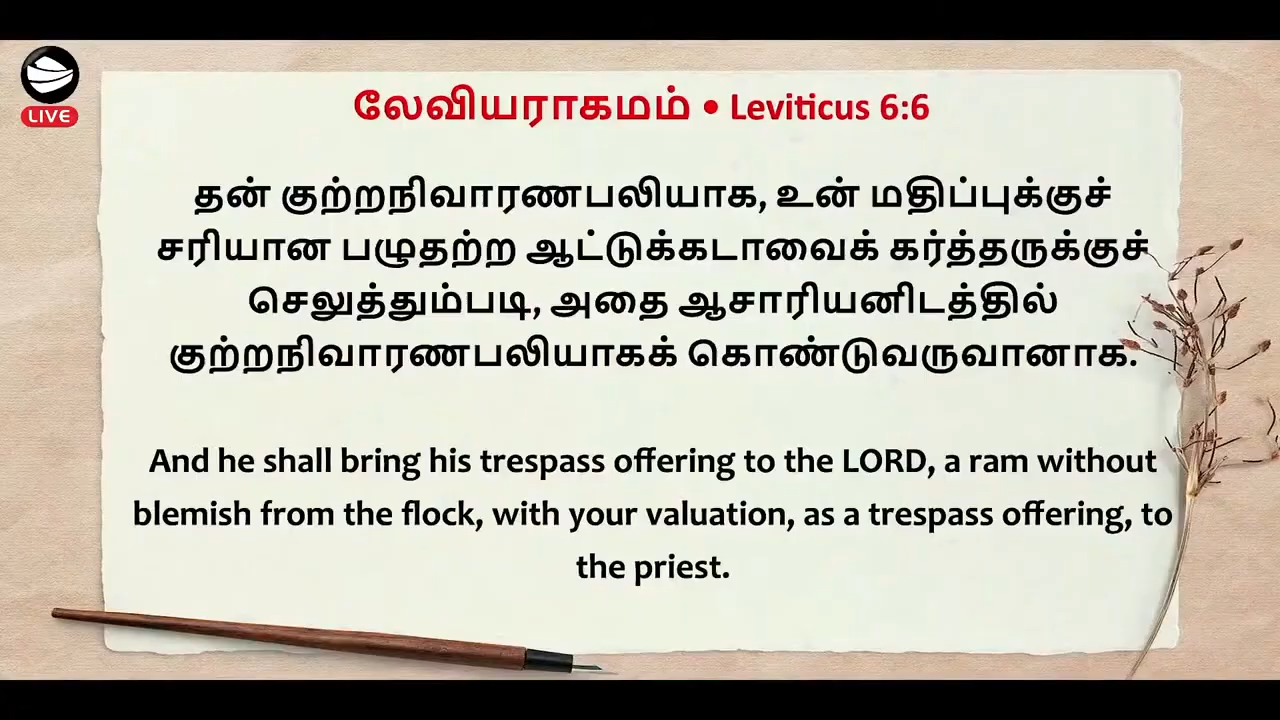 LIVE
லேவியராகமம் • Leviticus 6:6
தன் குற்றநிவாரணபலியாக, உன் மதிப்புக்குச்
சரியான பழுதற்ற ஆட்டுக்கடாவைக் கர்த்தருக்குச்
செலுத்தும்படி, அதை ஆசாரியனிடத்தில்
குற்றநிவாரணபலியாகக் கொண்டுவருவானாக.
And he shall bring his trespass offering to the LORD, a ram without
blemish from the flock, with your valuation, as a trespass offering, to
the priest.